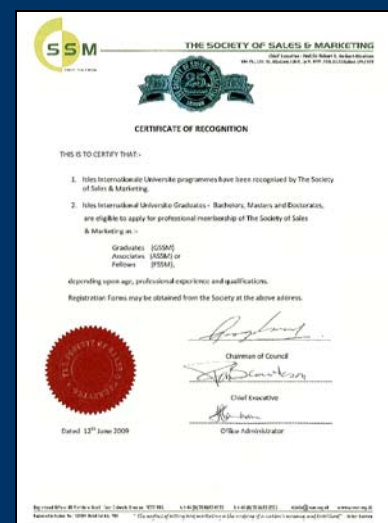 SSM
THE SOCIETY OF SALES & MARKETING
25
CERTIFICATE OF RECOGNITION
THIS IS TO CERTIFY THAT:-
1. Isles Internationale Universite programmes have been recognized by The Society
of Sales & Marketing.
2. Isles International Universite Graduates - Bachelors, Masters and Doctorates,
are eligible to apply for professional membership of The Society of Sales
& Marketing as :-
Graduates (GSSM)
Associates (ASSM) or
Fellows (FSSM),
depending upon age, professional experience and qualifications.
Registration Forms may be obtained from the Society at the above address.
Chairman of Council
Chief Executive
Dated 12th June 2009
Office Administrator